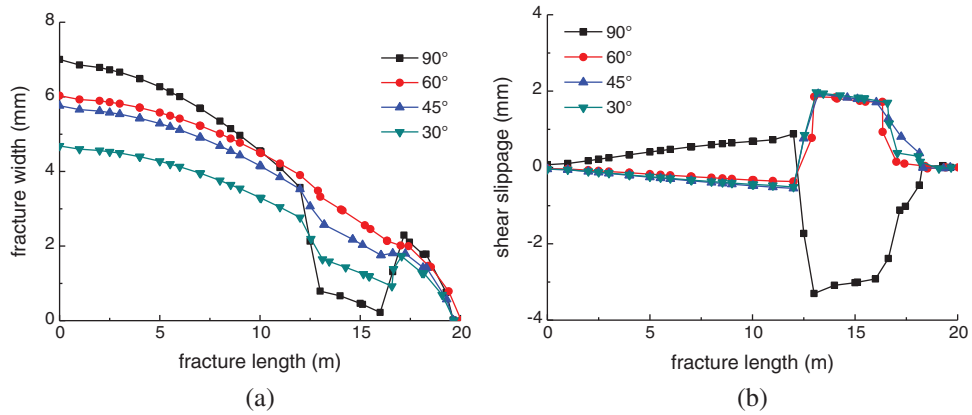 8
6
4
2
0
fracture width (mm)
90°
60°
45°
30°
0 5 10 15 20
fracture length (m)
(a)
4
2
0
-2
-4
shear slippage (mm)
90°
60°
45°
30°
0 5 10 15 20
fracture length (m)
(b)